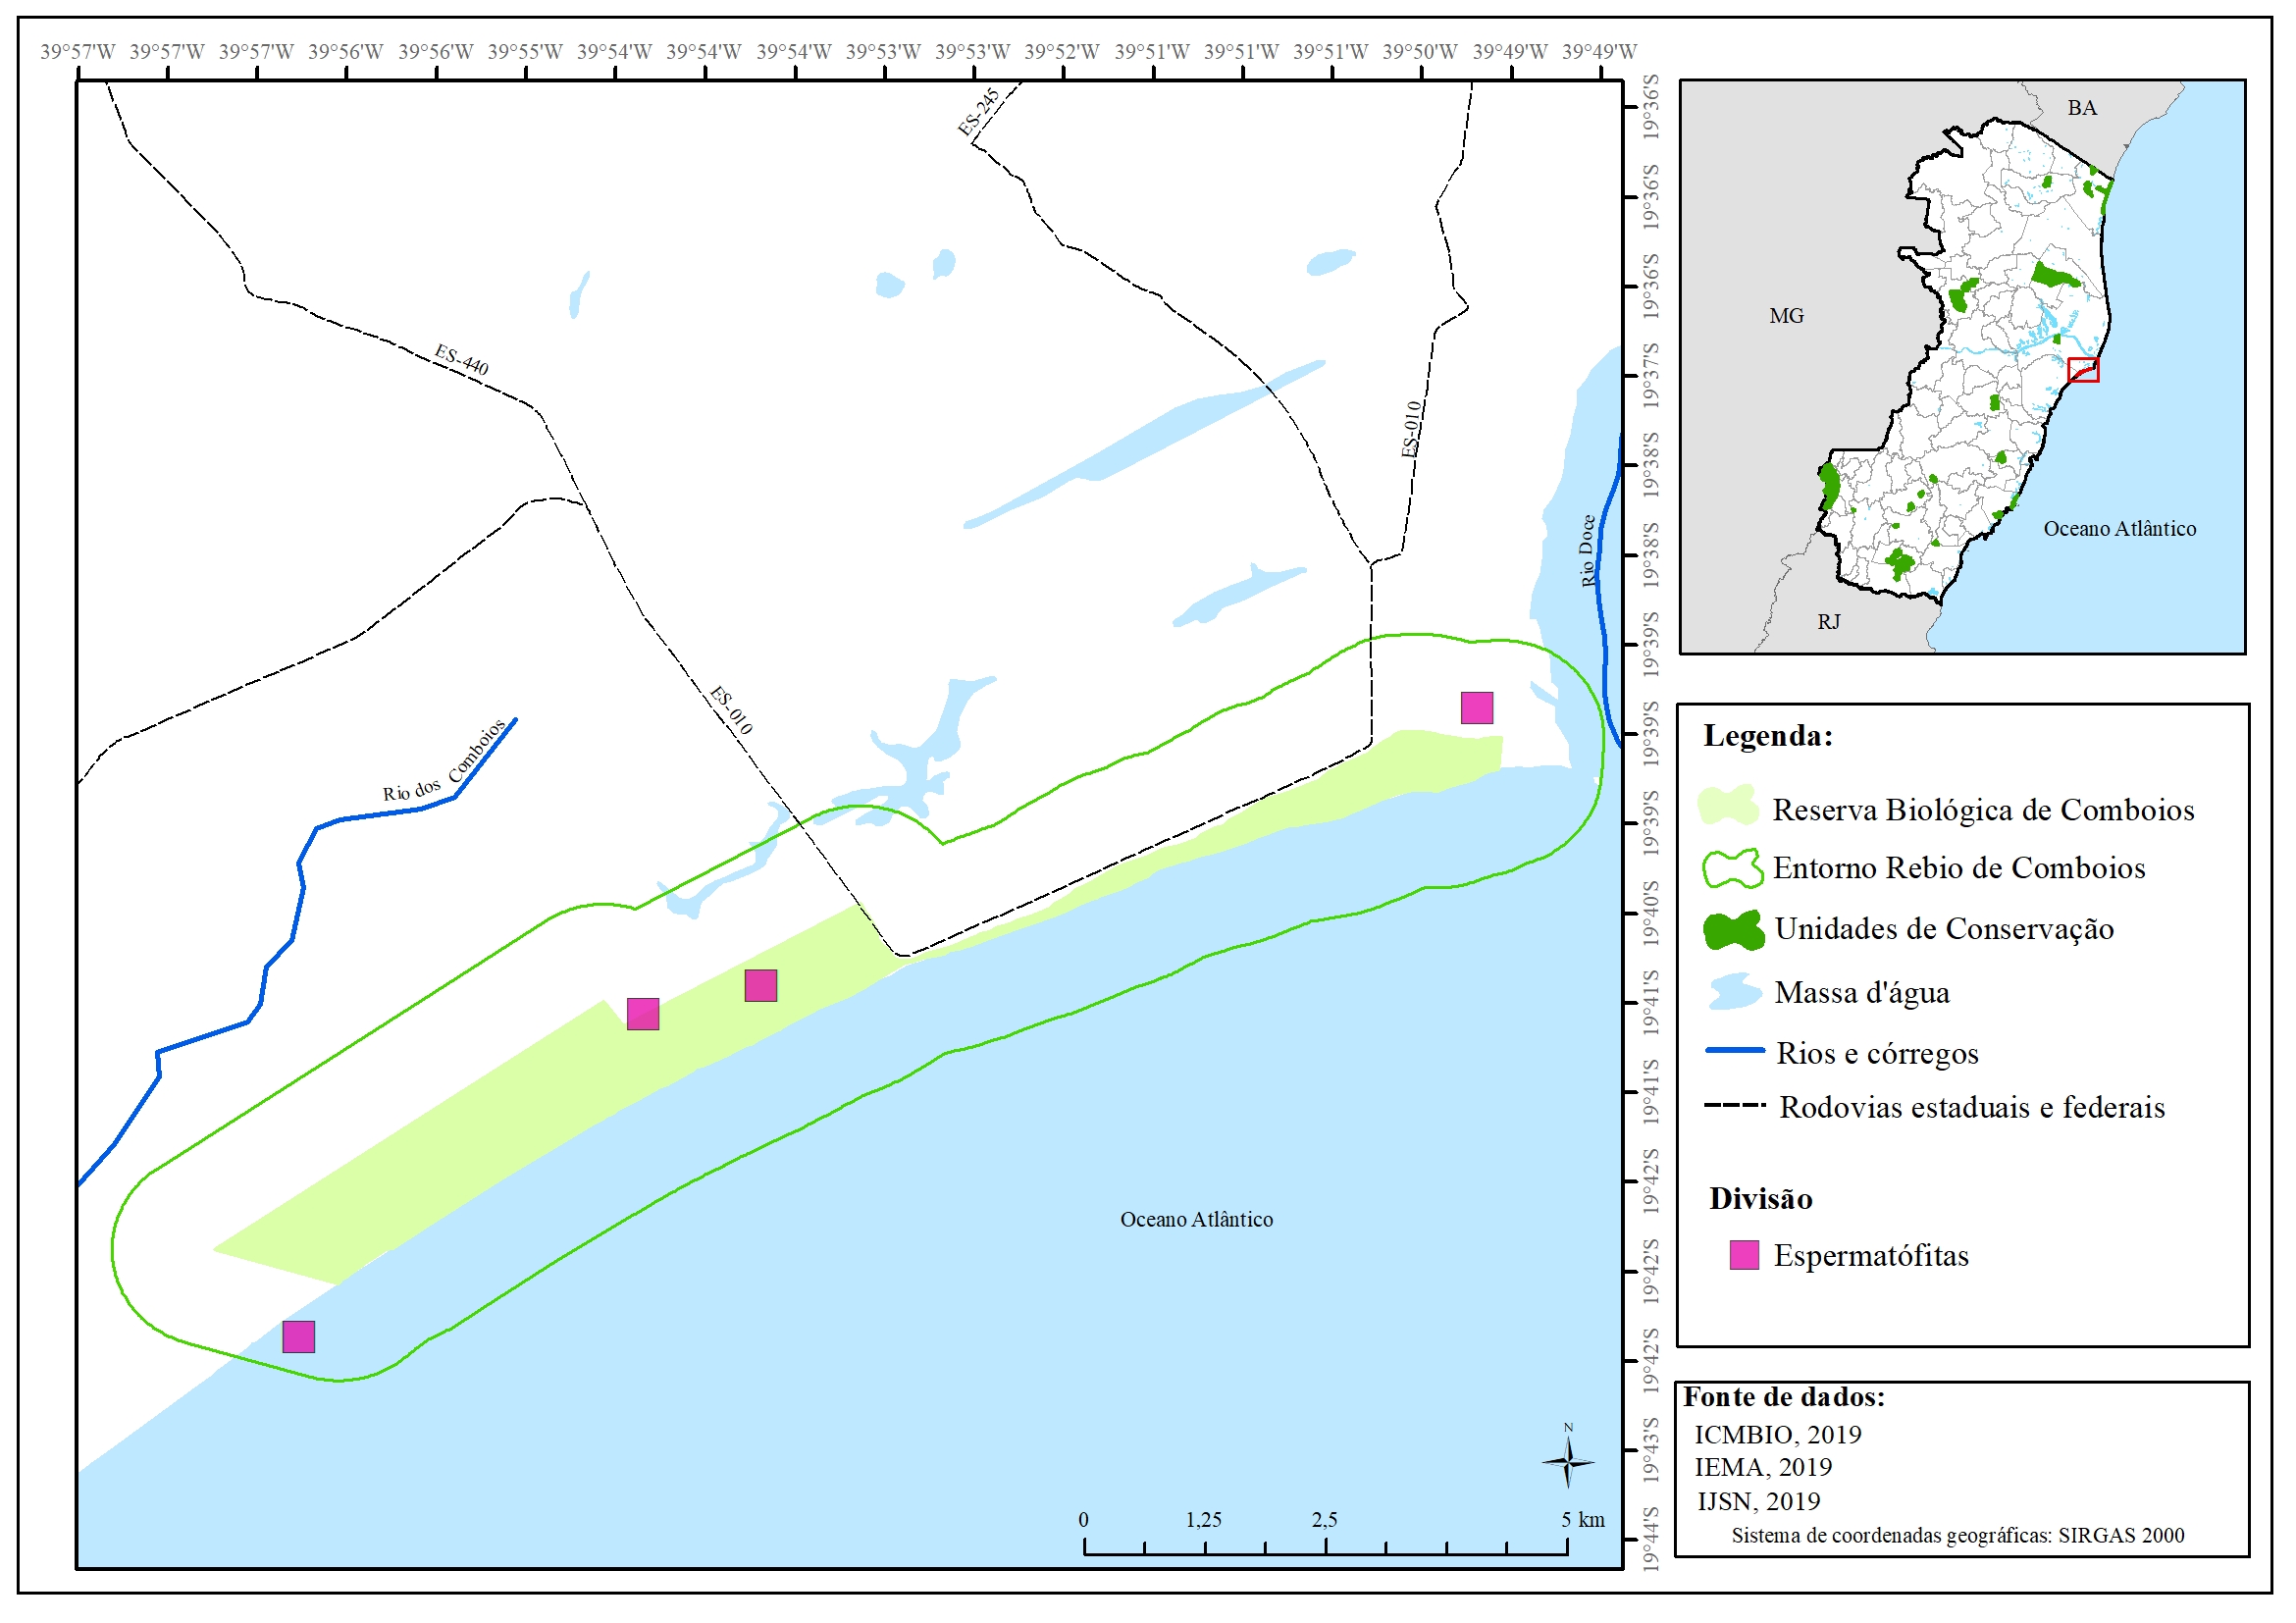 39°57'W 39°57'W 39°57'W 39°56'W 39°56'W 39°55'W 39°54'W 39°54'W 39°54'W 39°53'W 39°53'W 39°52'W 39°51'W 39°51'W 39°51'W 39°50'W 39°49'W 39°49'W
19°36'S
19°36'S
19°36'S
19°37'S
19°38'S
19°38'S
19°39'S
19°39'S
19°39'S
19°40'S
19°41'S
19°41'S
19°42'S
19°42'S
19°42'S
19°43'S
19°44'S
ES-245
ES-440
ES-010
Rio Doce
ES-010
Rio dos Comboios
Oceano Atlântico
N
0 1,25 2,5 5 km
BA
MG
Oceano Atlântico
RJ
Legenda:
Reserva Biológica de Comboios
Entorno Rebio de Comboios
Unidades de Conservação
Massa d'água
Rios e córregos
Rodovias estaduais e federais
Divisão
Espermatófitas
Fonte de dados:
ICMBIO, 2019
IEMA, 2019
IJSN, 2019
Sistema de coordenadas geográficas: SIRGAS 2000